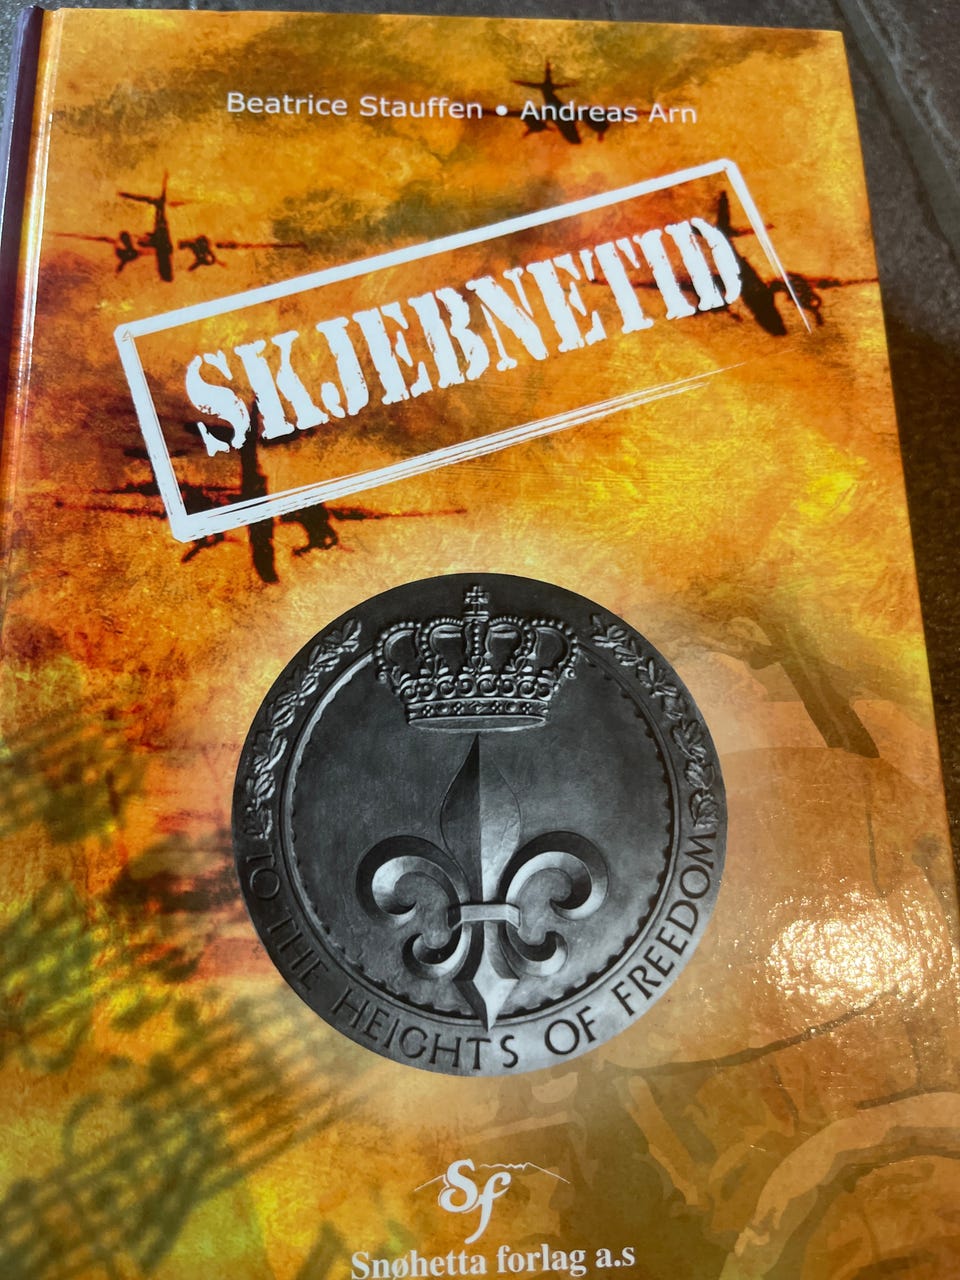 Beatrice Stauffen • Andreas Arn
SKJEBNETID
TO THE HEIGHTS OF FREEDOM
Sf
Snøhetta forlag a.s